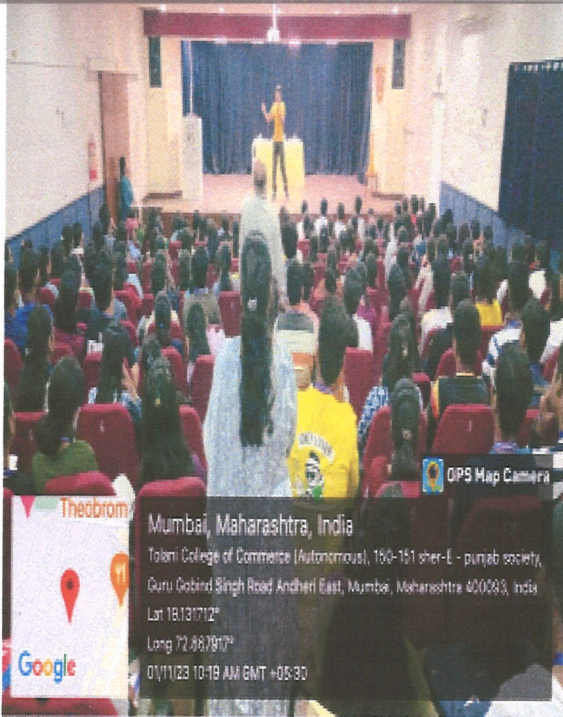 GPS Map Camera
Theobrom
Google
Mumbai, Maharashtra, India
Tolani College of Commerce (Autonomous), 150-151 sher-E - punjab society,
Guru Gobind Singh Road Andheri East, Mumbai, Maharashtra 400093, India
Lat 19.131712°
Long 72.867917°
01/11/23 10:19 AM GMT +05:30